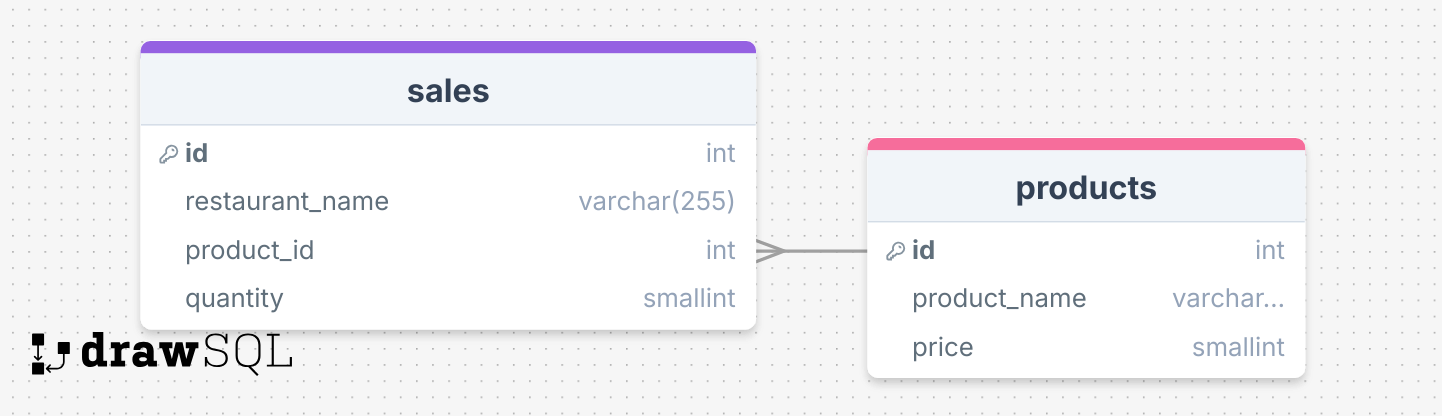 sales
id int
restaurant_name varchar(255)
product_id int
quantity smallint
products
id int
product_name varchar...
price smallint
drawSQL